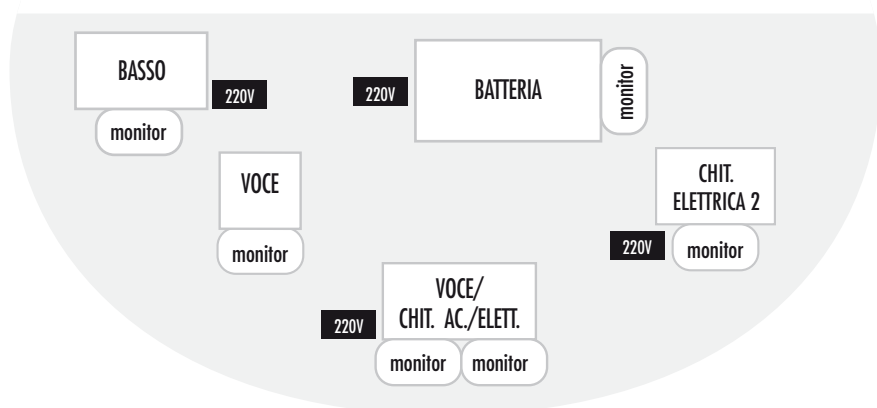 BASSO
220V
monitor
220V
BATTERIA
monitor
VOCE
monitor
CHIT.
ELETTRICA 2
220V
monitor
VOCE/
CHIT. AC./ELETT.
220V
monitor
monitor